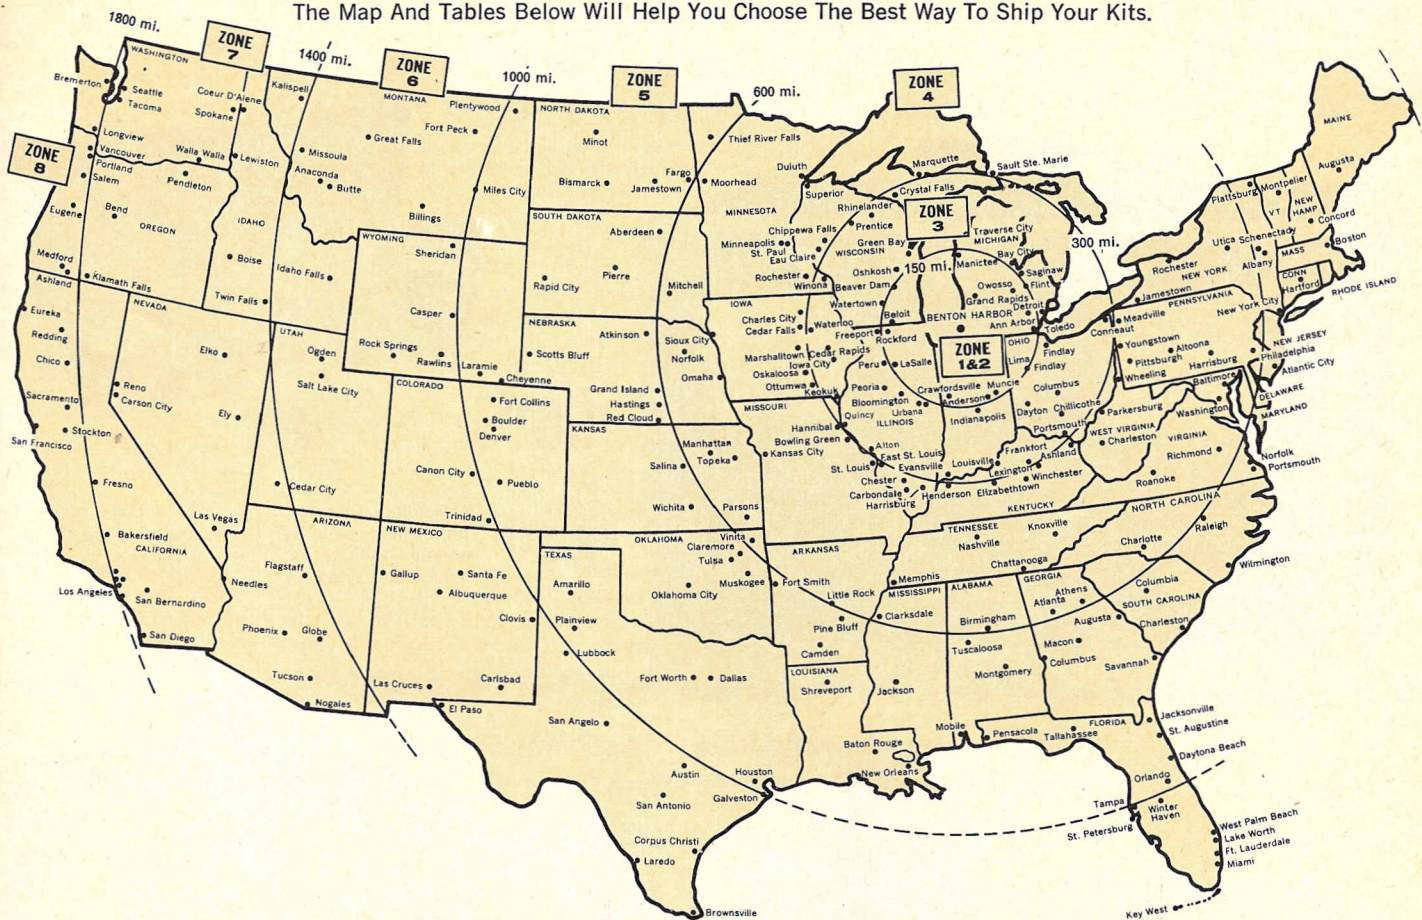 The Map And Tables Below Will Help You Choose The Best Way To Ship Your Kits.
1800 mi.
ZONE
7
1400 mi.
ZONE
6
1000 mi.
ZONE
5
600 mi.
ZONE
4
ZONE
8
ZONE
3
300 mi.
150 mi.
ZONE
1&2
WASHINGTON
Bremerton
Seattle
Tacoma
Coeur D'Alene
Spokane
Longview
Vancouver
Walla Walla
Lewiston
Portland
Salem
Pendleton
Eugene
Bend
OREGON
Medford
Ashland
Klamath Falls
IDAHO
Boise
Idaho Falls
Twin Falls
MONTANA
Kalispell
Plentywood
Fort Peck
Great Falls
Missoula
Anaconda
Butte
Miles City
Billings
WYOMING
Sheridan
Casper
Rock Springs
Rawlins
Laramie
Cheyenne
NEVADA
Elko
Reno
Carson City
Ely
Las Vegas
UTAH
Ogden
Salt Lake City
Cedar City
Eureka
Redding
Chico
Sacramento
Stockton
San Francisco
Fresno
Bakersfield
CALIFORNIA
Los Angeles
San Bernardino
San Diego
Needles
ARIZONA
Flagstaff
Phoenix
Globe
Tucson
Nogales
COLORADO
Fort Collins
Boulder
Denver
Canon City
Pueblo
Trinidad
NEW MEXICO
Gallup
Santa Fe
Albuquerque
Clovis
Las Cruces
Carlsbad
NORTH DAKOTA
Minot
Bismarck
Jamestown
Fargo
SOUTH DAKOTA
Aberdeen
Pierre
Rapid City
Mitchell
NEBRASKA
Atkinson
Scotts Bluff
Norfolk
Omaha
Grand Island
Hastings
Red Cloud
KANSAS
Manhattan
Topeka
Salina
Wichita
Parsons
OKLAHOMA
Vinita
Claremore
Tulsa
Muskogee
Oklahoma City
TEXAS
Amarillo
Plainview
Lubbock
Fort Worth
Dallas
El Paso
San Angelo
Austin
Houston
San Antonio
Galveston
Corpus Christi
Laredo
Brownsville
Thief River Falls
Moorhead
Duluth
MINNESOTA
Minneapolis
St. Paul
Rochester
Winona
Superior
Rhinelander
Prentice
Chippewa Falls
Eau Claire
WISCONSIN
Green Bay
Oshkosh
Beaver Dam
Watertown
Beloit
Marquette
Sault Ste. Marie
Crystal Falls
Traverse City
MICHIGAN
Manictee
Bay City
Saginaw
Owosso
Flint
Grand Rapids
Detroit
BENTON HARBOR
Ann Arbor
IOWA
Sioux City
Charles City
Cedar Falls
Waterloo
Marshalltown
Cedar Rapids
Iowa City
Oskaloosa
Ottumwa
Keokuk
Freeport
Rockford
Peru
LaSalle
Peoria
Bloomington
Urbana
Quincy
ILLINOIS
Alton
East St. Louis
Chester
Carbondale
Harrisburg
Crawfordsville
Muncie
Anderson
Indianapolis
Evansville
MISSOURI
Hannibal
Bowling Green
Kansas City
St. Louis
OHIO
Toledo
Conneaut
Lima
Findlay
Findlay
Columbus
Dayton
Chillicothe
Portsmouth
Youngstown
KENTUCKY
Louisville
Frankfort
Lexington
Ashland
Winchester
Henderson
Elizabethtown
WEST VIRGINIA
Wheeling
Parkersburg
Charleston
VIRGINIA
Richmond
Roanoke
Norfolk
Portsmouth
TENNESSEE
Nashville
Knoxville
Chattanooga
Memphis
NORTH CAROLINA
Raleigh
Charlotte
Wilmington
SOUTH CAROLINA
Columbia
Charleston
GEORGIA
Athens
Atlanta
Augusta
Macon
Columbus
Savannah
ALABAMA
Birmingham
Tuscaloosa
Montgomery
Mobile
MISSISSIPPI
Clarksdale
Jackson
ARKANSAS
Fort Smith
Little Rock
Pine Bluff
Camden
LOUISIANA
Shreveport
Baton Rouge
New Orleans
FLORIDA
Pensacola
Tallahassee
Jacksonville
St. Augustine
Daytona Beach
Orlando
Tampa
Winter
Haven
St. Petersburg
West Palm Beach
Lake Worth
Ft. Lauderdale
Miami
Key West
MAINE
Augusta
Plattsburg
Montpelier
VT
NEW
HAMP
Concord
Utica
Schenectady
Albany
MASS
Boston
CONN
Hartford
RHODE ISLAND
Rochester
NEW YORK
Jamestown
New York City
PENNSYLVANIA
Meadville
Pittsburgh
Altoona
Harrisburg
NEW JERSEY
Philadelphia
Atlantic City
Baltimore
DELAWARE
Washington
MARYLAND